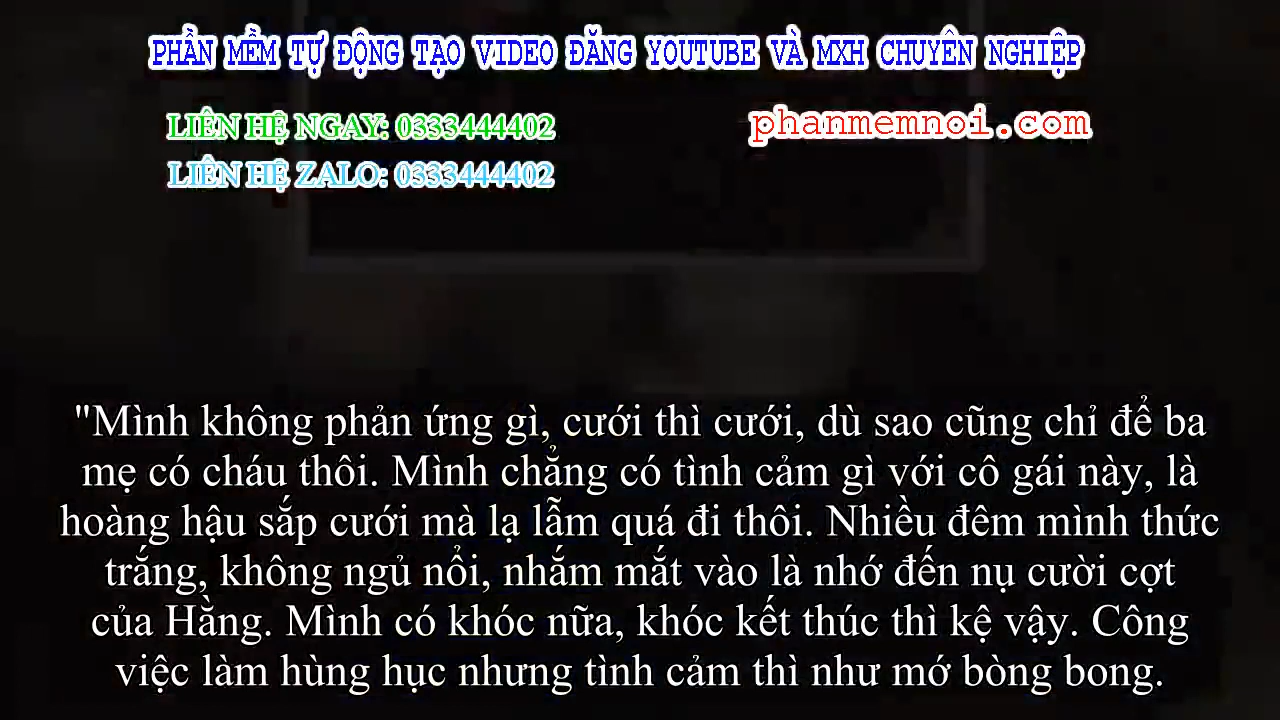 PHẦN MỀM TỰ ĐỘNG TẠO VIDEO ĐĂNG YOUTUBE VÀ MXH CHUYÊN NGHIỆP
LIÊN HỆ NGAY: 0333444402
phanmemnoi.com
LIÊN HỆ ZALO: 0333444402
"Mình không phản ứng gì, cưới thì cưới, dù sao cũng chỉ để ba
mẹ có cháu thôi. Mình chẳng có tình cảm gì với cô gái này, là
hoàng hậu sắp cưới mà lạ lẫm quá đi thôi. Nhiều đêm mình thức
trắng, không ngủ nổi, nhắm mắt vào là nhớ đến nụ cười cợt
của Hằng. Mình có khóc nữa, khóc kết thúc thì kệ vậy. Công
việc làm hùng hục nhưng tình cảm thì như mớ bòng bong.